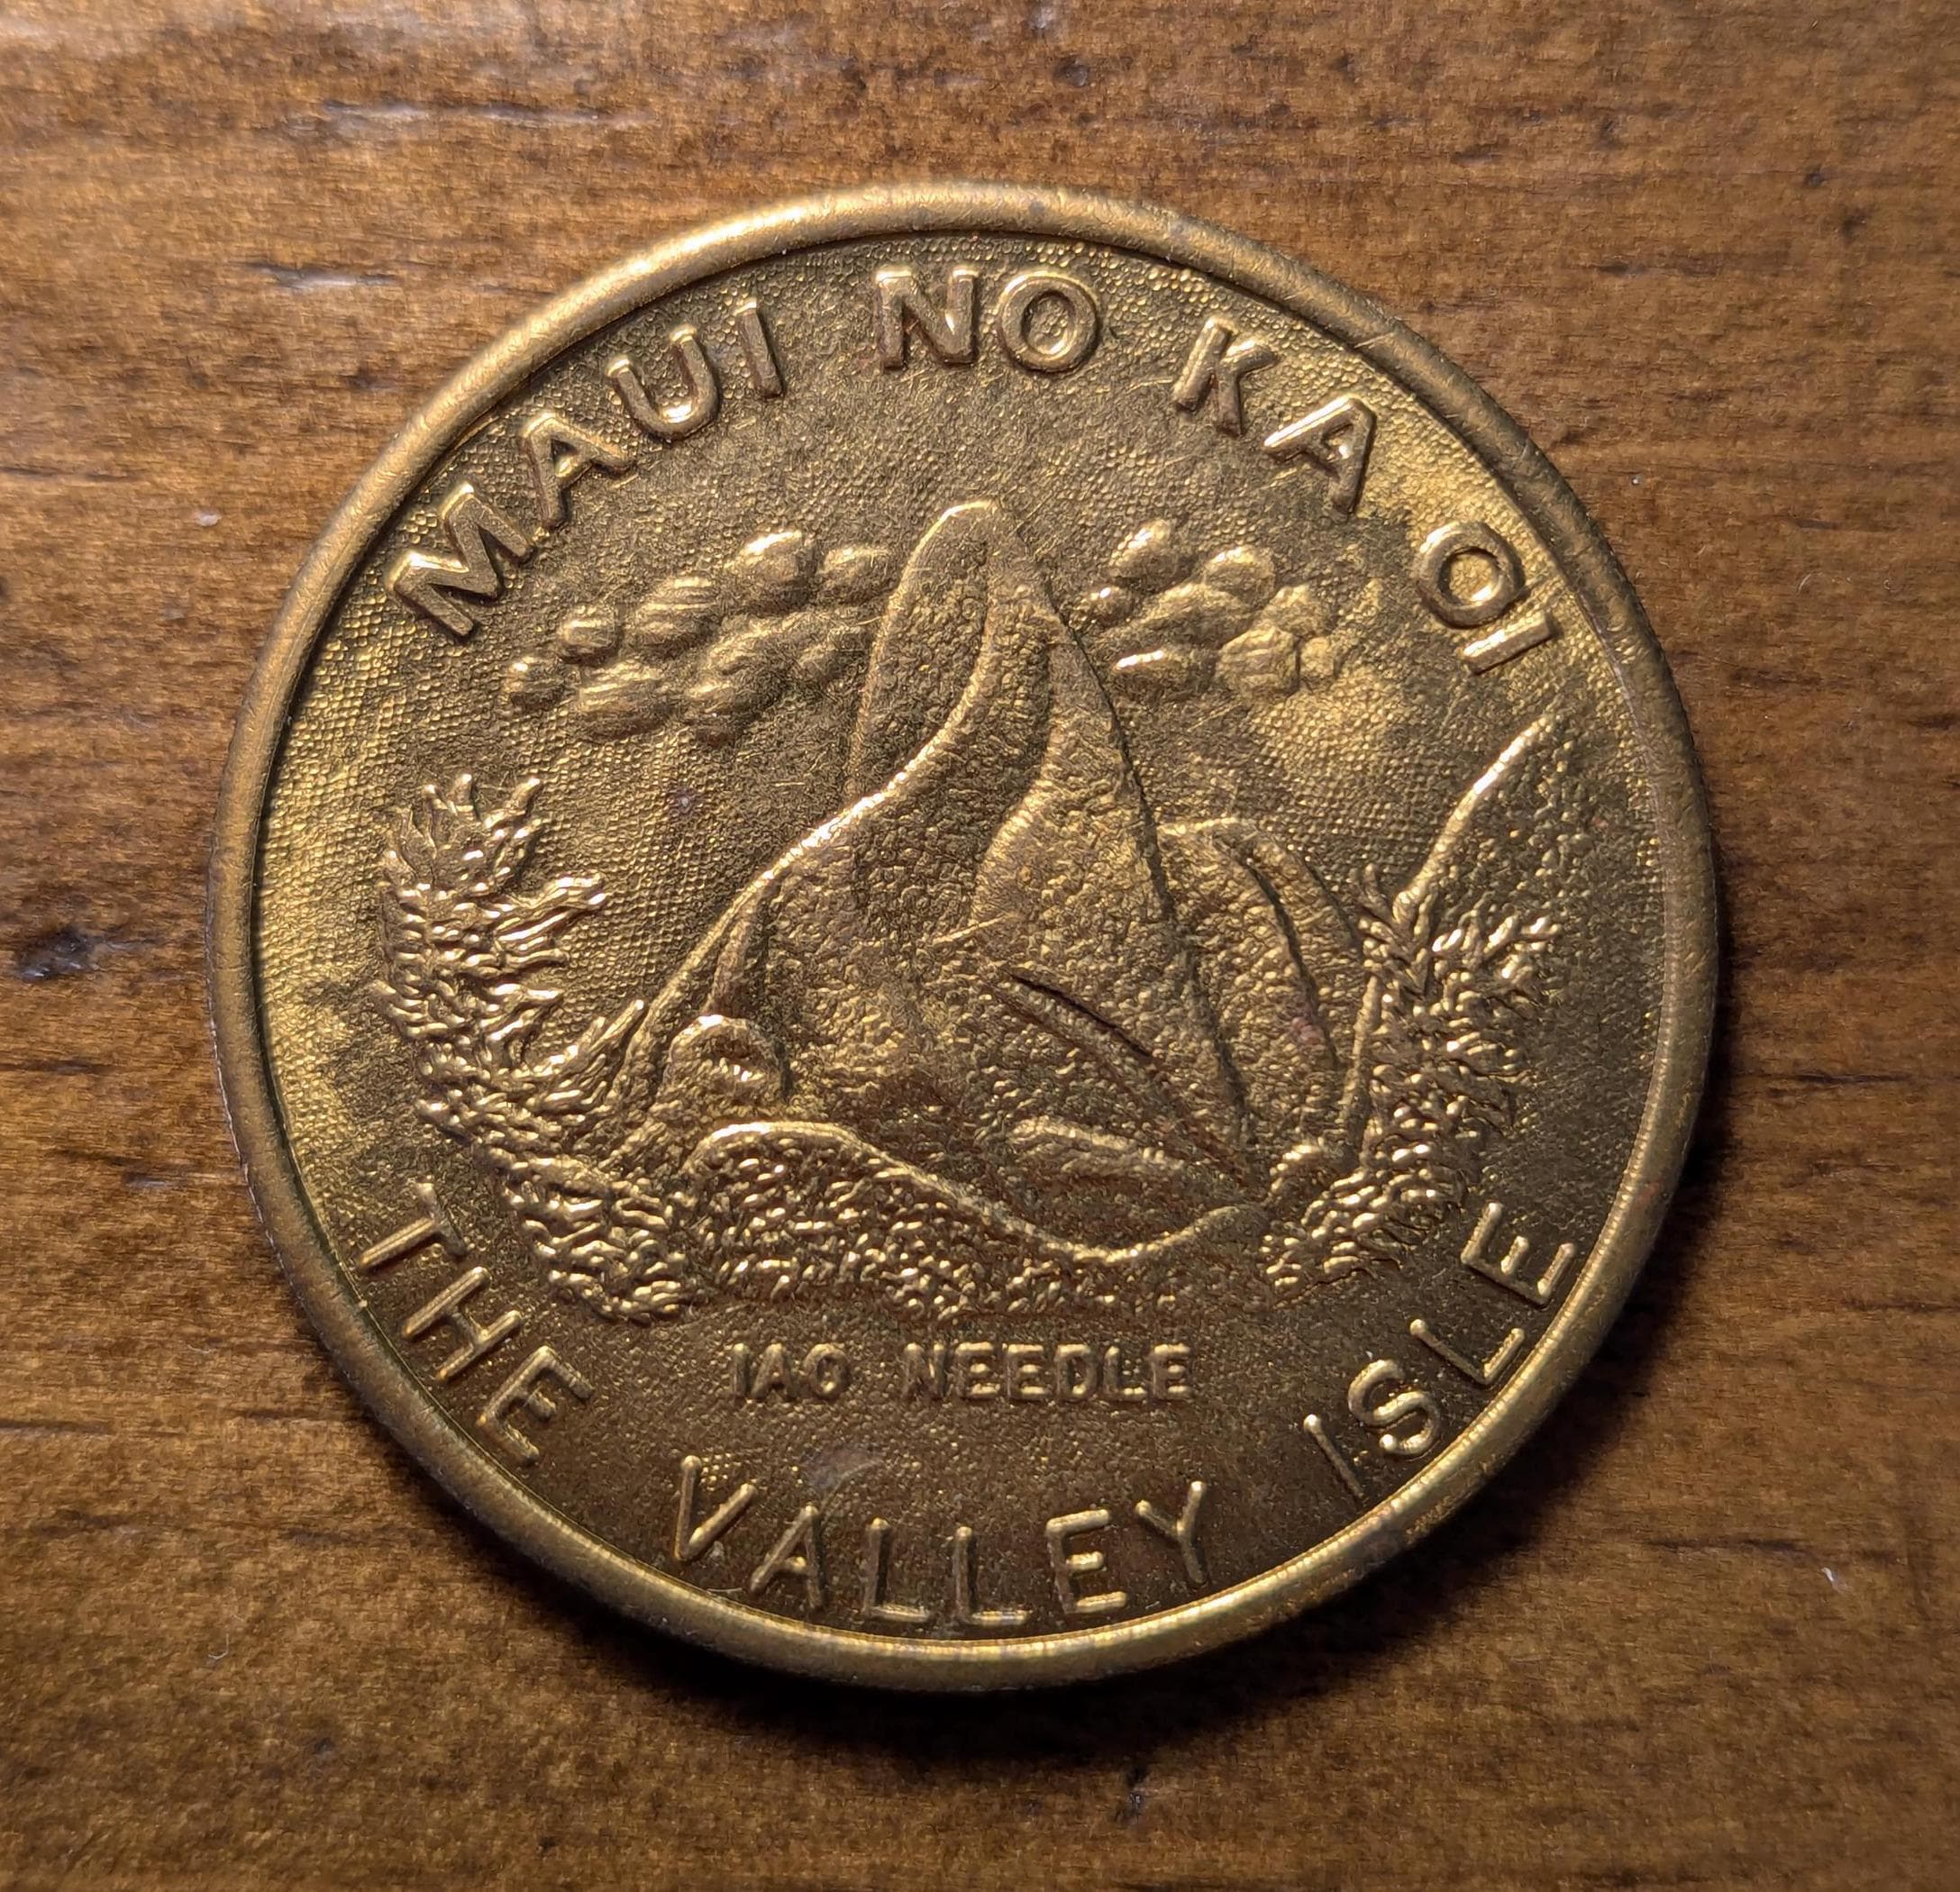 MAUI NO KA OI
IAO NEEDLE
THE VALLEY ISLE